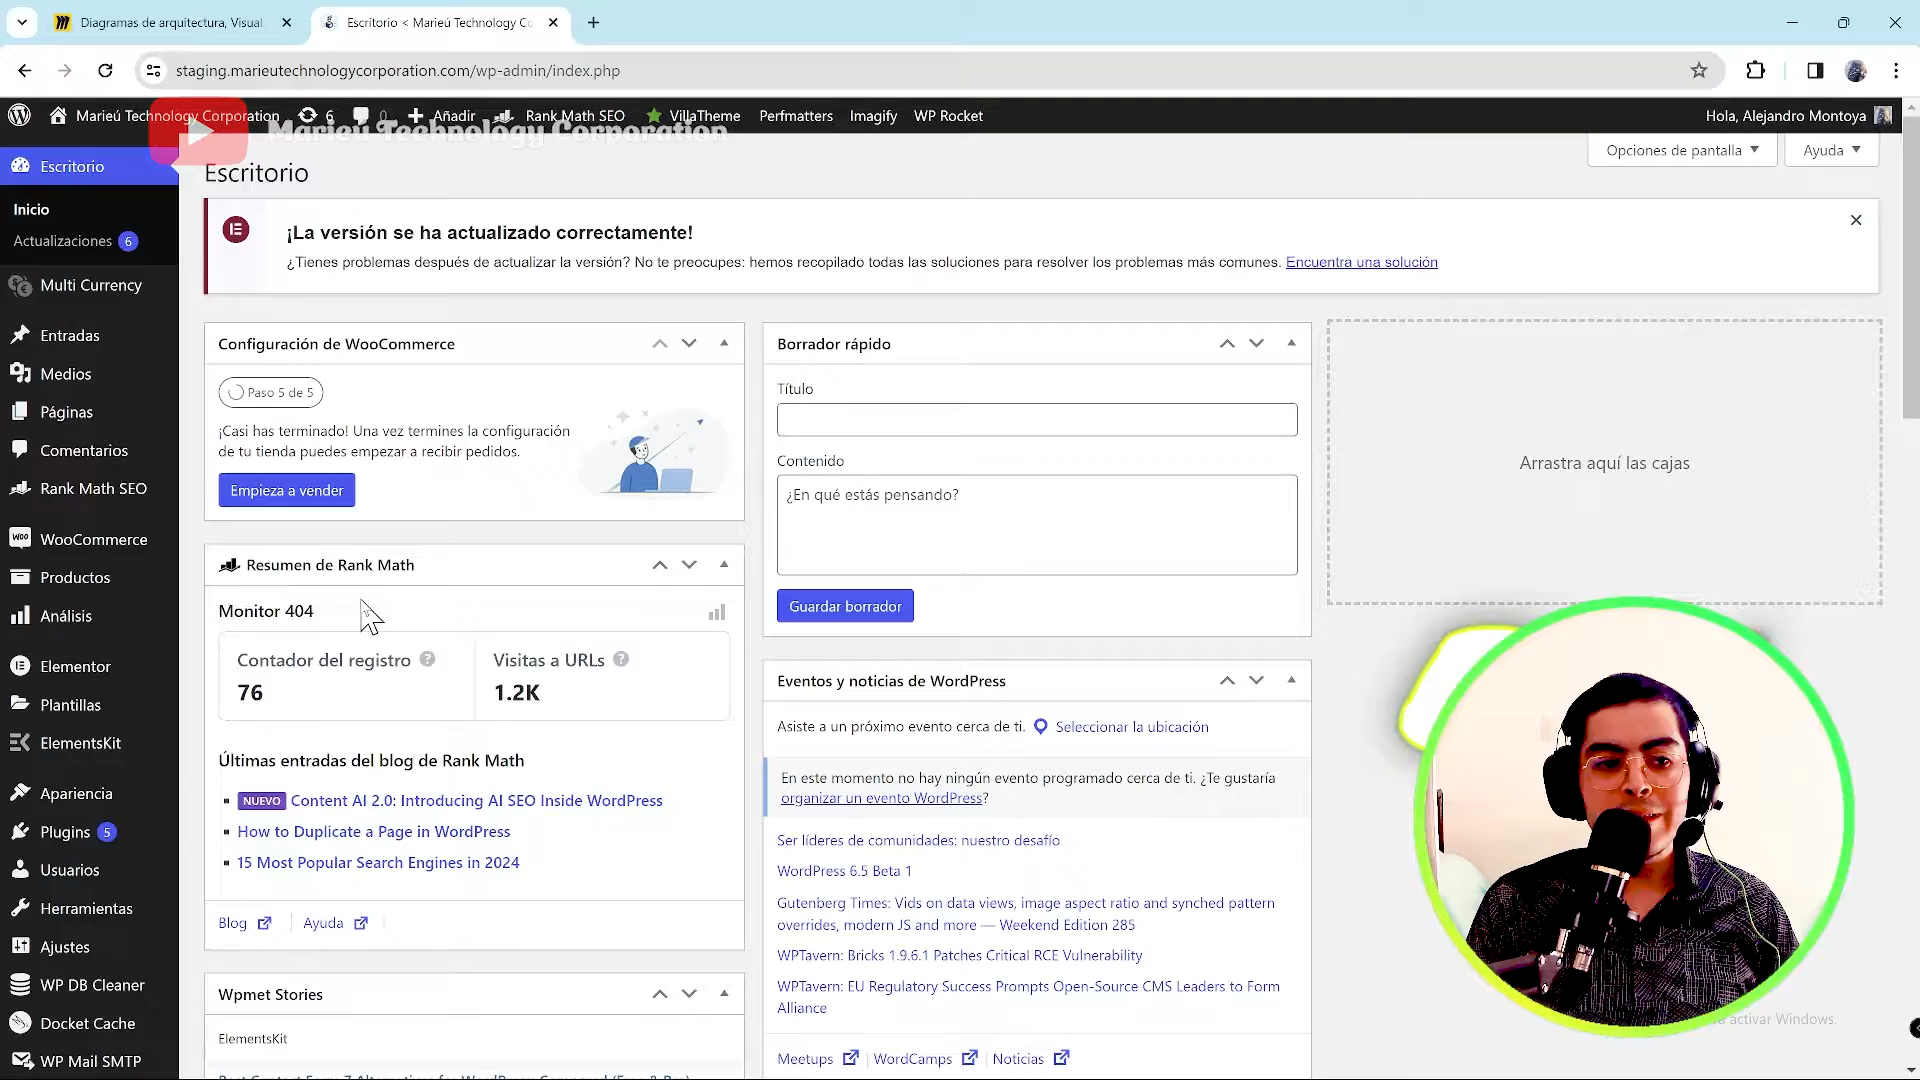 Diagramas de arquitectura, Visual
Escritorio < Marieú Technology Co
staging.marieutechnologycorporation.com/wp-admin/index.php
Marieú Technology Corporation
6
0
Añadir
Rank Math SEO
VillaTheme
Perfmatters
Imagify
WP Rocket
Hola, Alejandro Montoya
Marieú Technology Corporation
Escritorio
Opciones de pantalla
Ayuda
Escritorio
Inicio
Actualizaciones 6
Multi Currency
Entradas
Medios
Páginas
Comentarios
Rank Math SEO
WooCommerce
Productos
Análisis
Elementor
Plantillas
ElementsKit
Apariencia
Plugins 5
Usuarios
Herramientas
Ajustes
WP DB Cleaner
Docket Cache
WP Mail SMTP
¡La versión se ha actualizado correctamente!
¿Tienes problemas después de actualizar la versión? No te preocupes: hemos recopilado todas las soluciones para resolver los problemas más comunes. Encuentra una solución
Configuración de WooCommerce
Paso 5 de 5
¡Casi has terminado! Una vez termines la configuración
de tu tienda puedes empezar a recibir pedidos.
Empieza a vender
Resumen de Rank Math
Monitor 404
Contador del registro
76
Visitas a URLs
1.2K
Últimas entradas del blog de Rank Math
NUEVO Content AI 2.0: Introducing AI SEO Inside WordPress
How to Duplicate a Page in WordPress
15 Most Popular Search Engines in 2024
Blog
Ayuda
Wpmet Stories
ElementsKit
Borrador rápido
Título
Contenido
¿En qué estás pensando?
Guardar borrador
Eventos y noticias de WordPress
Asiste a un próximo evento cerca de ti. Seleccionar la ubicación
En este momento no hay ningún evento programado cerca de ti. ¿Te gustaría
organizar un evento WordPress?
Ser líderes de comunidades: nuestro desafío
WordPress 6.5 Beta 1
Gutenberg Times: Vids on data views, image aspect ratio and synched pattern
overrides, modern JS and more — Weekend Edition 285
WPTavern: Bricks 1.9.6.1 Patches Critical RCE Vulnerability
WPTavern: EU Regulatory Success Prompts Open-Source CMS Leaders to Form
Alliance
Meetups
WordCamps
Noticias
Arrastra aquí las cajas
activar Windows.